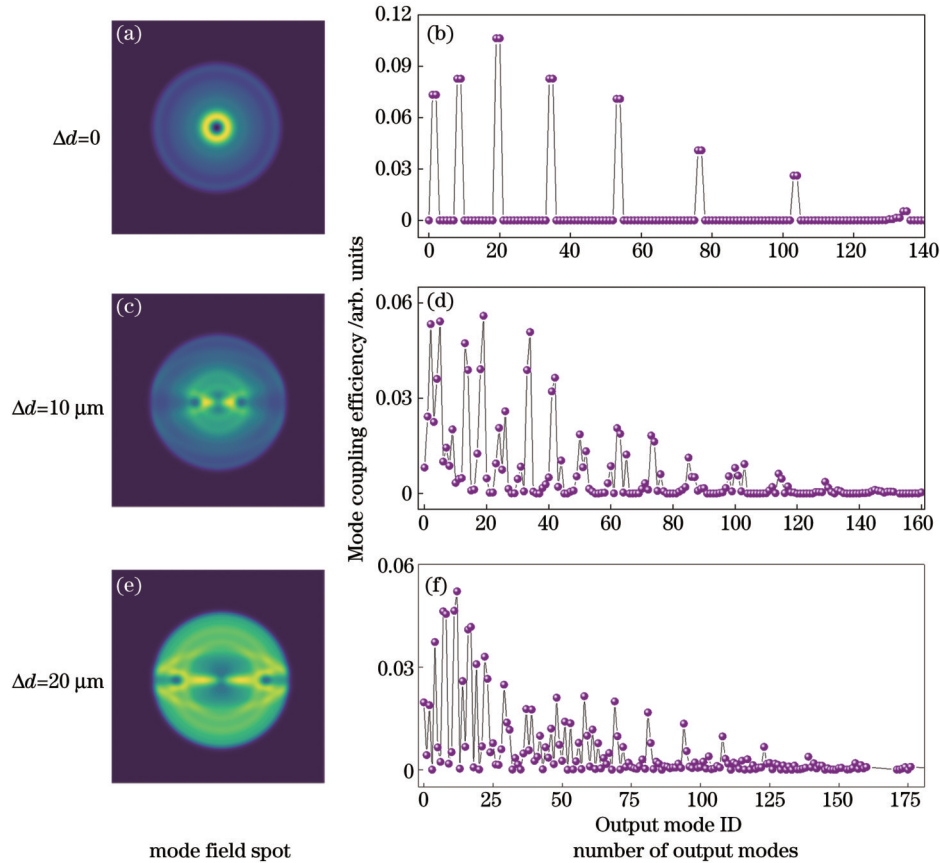 (a)
Δd=0
(b)
0.12
0.09
0.06
0.03
0
0 20 40 60 80 100 120 140
(c)
Δd=10 μm
Mode coupling efficiency /arb. units
(d)
0.06
0.03
0
0 20 40 60 80 100 120 140 160
(e)
Δd=20 μm
(f)
0.06
0.03
0
0 25 50 75 100 125 150 175
Output mode ID
mode field spot
number of output modes